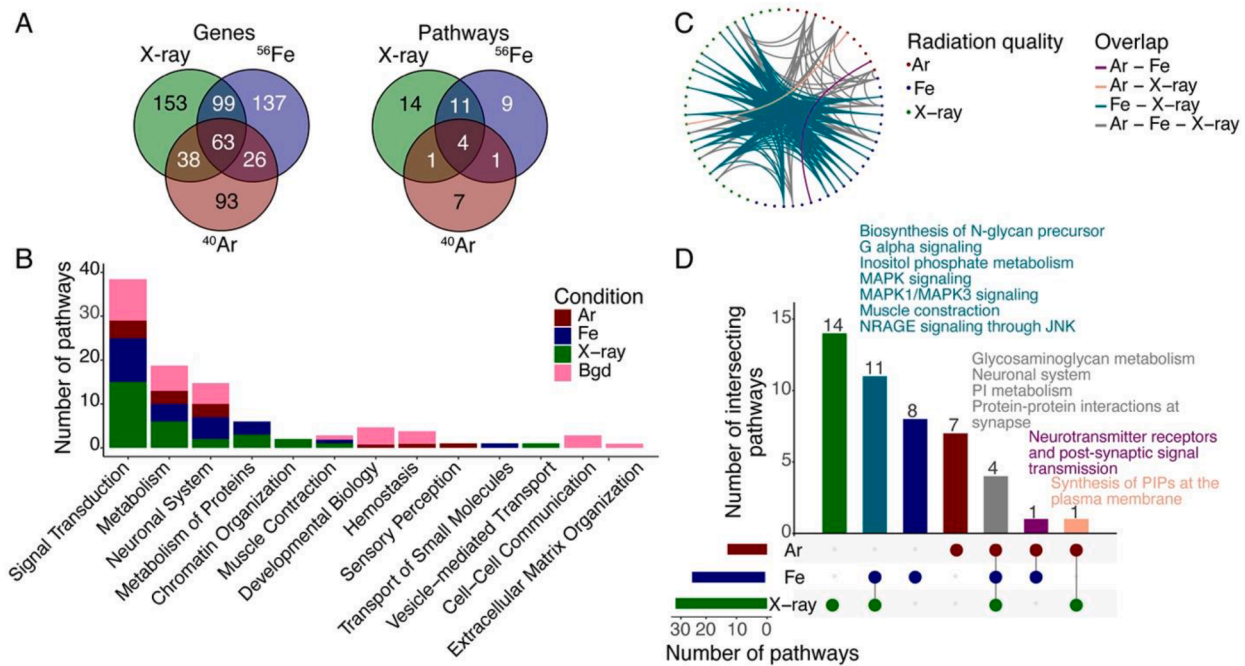 A
Genes
X-ray
56Fe
153
99
137
63
38
26
93
40Ar
Pathways
X-ray
56Fe
14
11
9
4
1
1
7
40Ar
C
Radiation quality
Ar
Fe
X-ray
Overlap
Ar – Fe
Ar – X-ray
Fe – X-ray
Ar – Fe – X-ray
B
Number of pathways
40
30
20
10
0
Condition
Ar
Fe
X-ray
Bgd
Signal Transduction
Metabolism
Neuronal System
Metabolism of Proteins
Chromatin Organization
Muscle Contraction
Developmental Biology
Hemostasis
Sensory Perception
Transport of Small Molecules
Vesicle-mediated Transport
Cell-Cell Communication
Extracellular Matrix Organization
D
Biosynthesis of N-glycan precursor
G alpha signaling
Inositol phosphate metabolism
MAPK signaling
MAPK1/MAPK3 signaling
Muscle constraction
NRAGE signaling through JNK
Glycosaminoglycan metabolism
Neuronal system
PI metabolism
Protein-protein interactions at
synapse
Neurotransmitter receptors
and post-synaptic signal
transmission
Synthesis of PIPs at the
plasma membrane
Number of intersecting
pathways
15
10
5
0
14
11
8
7
4
1
1
Ar
Fe
X-ray
30 20 10 0
Number of pathways